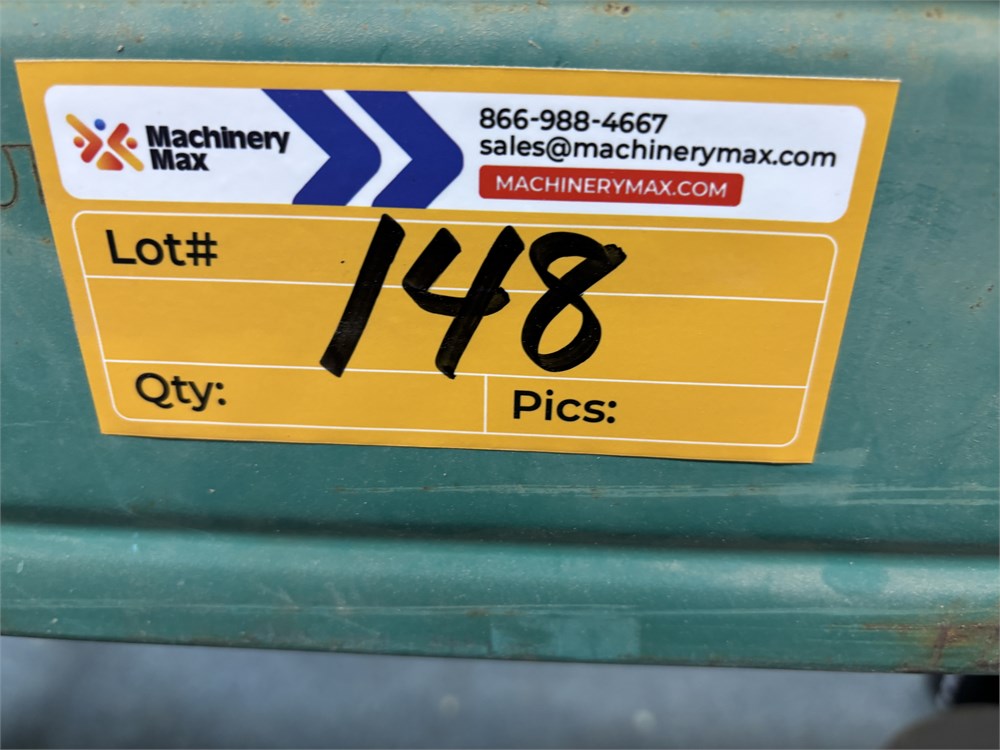 Machinery
Max
866-988-4667
sales@machinerymax.com
MACHINERYMAX.COM
Lot# 148
Qty:
Pics: